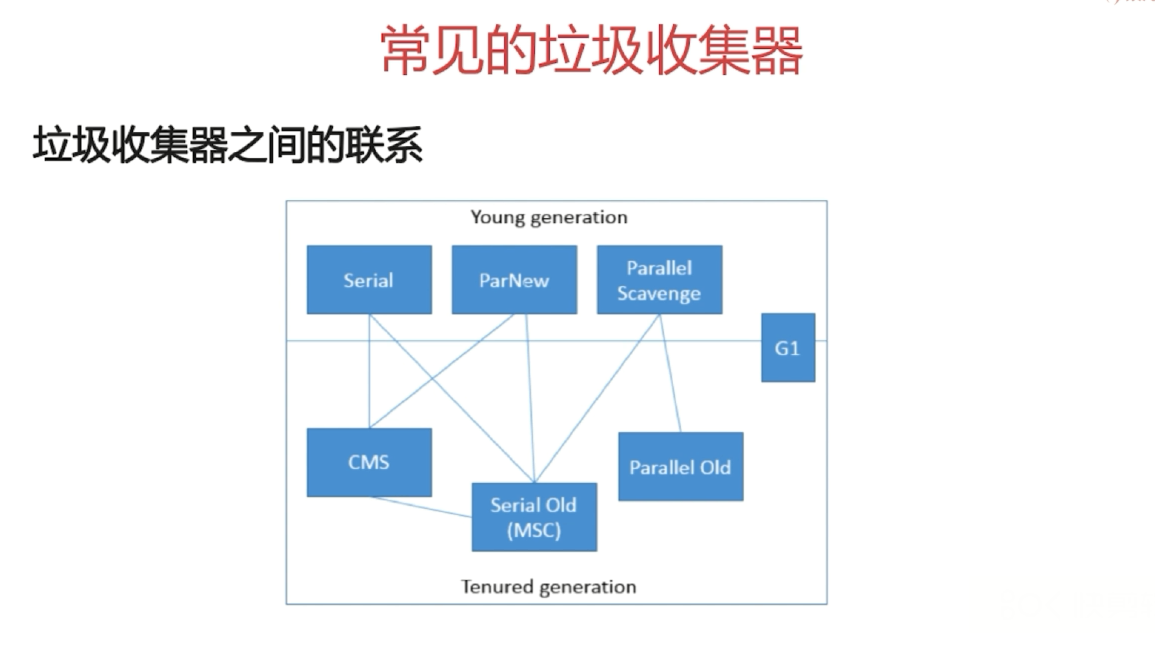 常见的垃圾收集器
垃圾收集器之间的联系
Young generation
Serial
ParNew
Parallel
Scavenge
G1
CMS
Parallel Old
Serial Old
(MSC)
Tenured generation